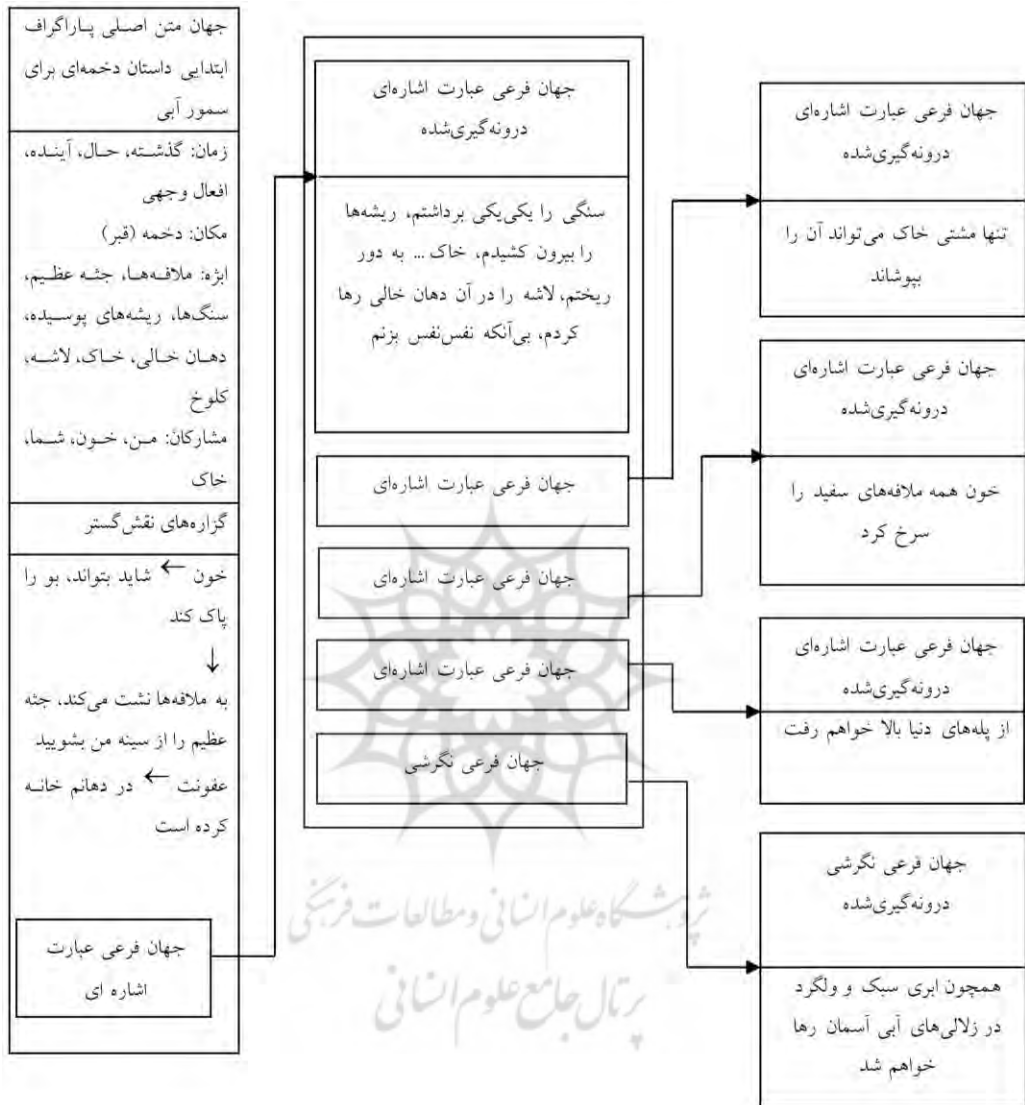 جهان متن اصلی پاراگراف
ابتدایی داستان دخمه‌ای برای
سمور آبی
زمان: گذشته، حال، آینده،
افعال وجهی
مکان: دخمه (قبر)
ابژه: ملافه‌ها، جثه عظیم،
سنگ‌ها، ریشه‌های پوسیده،
دهان خالی، خاک، لاشه،
کلوخ
مشارکان: من، خون، شما،
خاک
گزاره‌های نقش‌گستر
خون ← شاید بتواند، بو را
پاک کند
↓
به ملافه‌ها نشت می‌کند، جثه
عظیم را از سینه من بشویید
عفونت ← در دهانم خانه
کرده است
جهان فرعی عبارت
اشاره ای
جهان فرعی عبارت اشاره‌ای
درونه‌گیری‌شده
سنگی را یکی‌یکی برداشتم، ریشه‌ها
را بیرون کشیدم، خاک ... به دور
ریختم، لاشه را در آن دهان خالی رها
کردم، بی‌آنکه نفس‌نفس بزنم
جهان فرعی عبارت اشاره‌ای
جهان فرعی عبارت اشاره‌ای
جهان فرعی عبارت اشاره‌ای
جهان فرعی نگرشی
جهان فرعی عبارت اشاره‌ای
درونه‌گیری‌شده
تنها مشتی خاک می‌تواند آن را
بپوشاند
جهان فرعی عبارت اشاره‌ای
درونه‌گیری‌شده
خون همه ملافه‌های سفید را
سرخ کرد
جهان فرعی عبارت اشاره‌ای
درونه‌گیری‌شده
از پله‌های دنیا بالا خواهم رفت
جهان فرعی نگرشی
درونه‌گیری‌شده
همچون ابری سبک و ولگرد
در زلالی‌های آبی آسمان رها
خواهم شد
پژوهشگاه علوم انسانی و مطالعات فرهنگی
پرتال جامع علوم انسانی